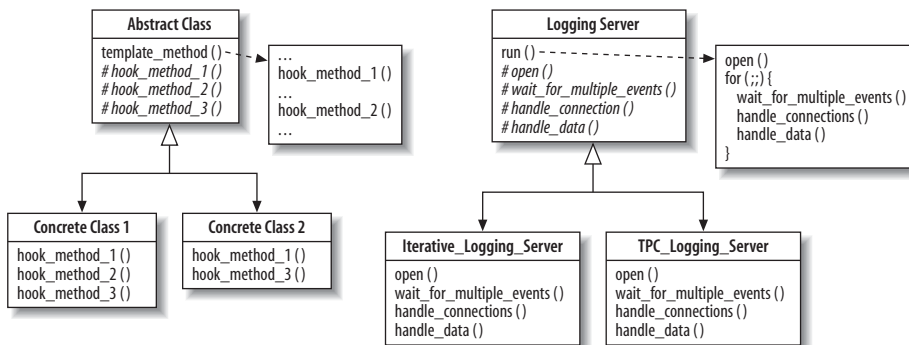 Abstract Class
template_method ()
# hook_method_1 ()
# hook_method_2 ()
# hook_method_3 ()
...
hook_method_1 ()
...
hook_method_2 ()
...
Concrete Class 1
hook_method_1 ()
hook_method_2 ()
hook_method_3 ()
Concrete Class 2
hook_method_1 ()
hook_method_3 ()
Logging Server
run ()
# open ()
# wait_for_multiple_events ()
# handle_connection ()
# handle_data ()
open ()
for ( ;; ) {
wait_for_multiple_events ()
handle_connections ()
handle_data ()
}
Iterative_Logging_Server
open ()
wait_for_multiple_events ()
handle_connections ()
handle_data ()
TPC_Logging_Server
open ()
wait_for_multiple_events ()
handle_connections ()
handle_data ()